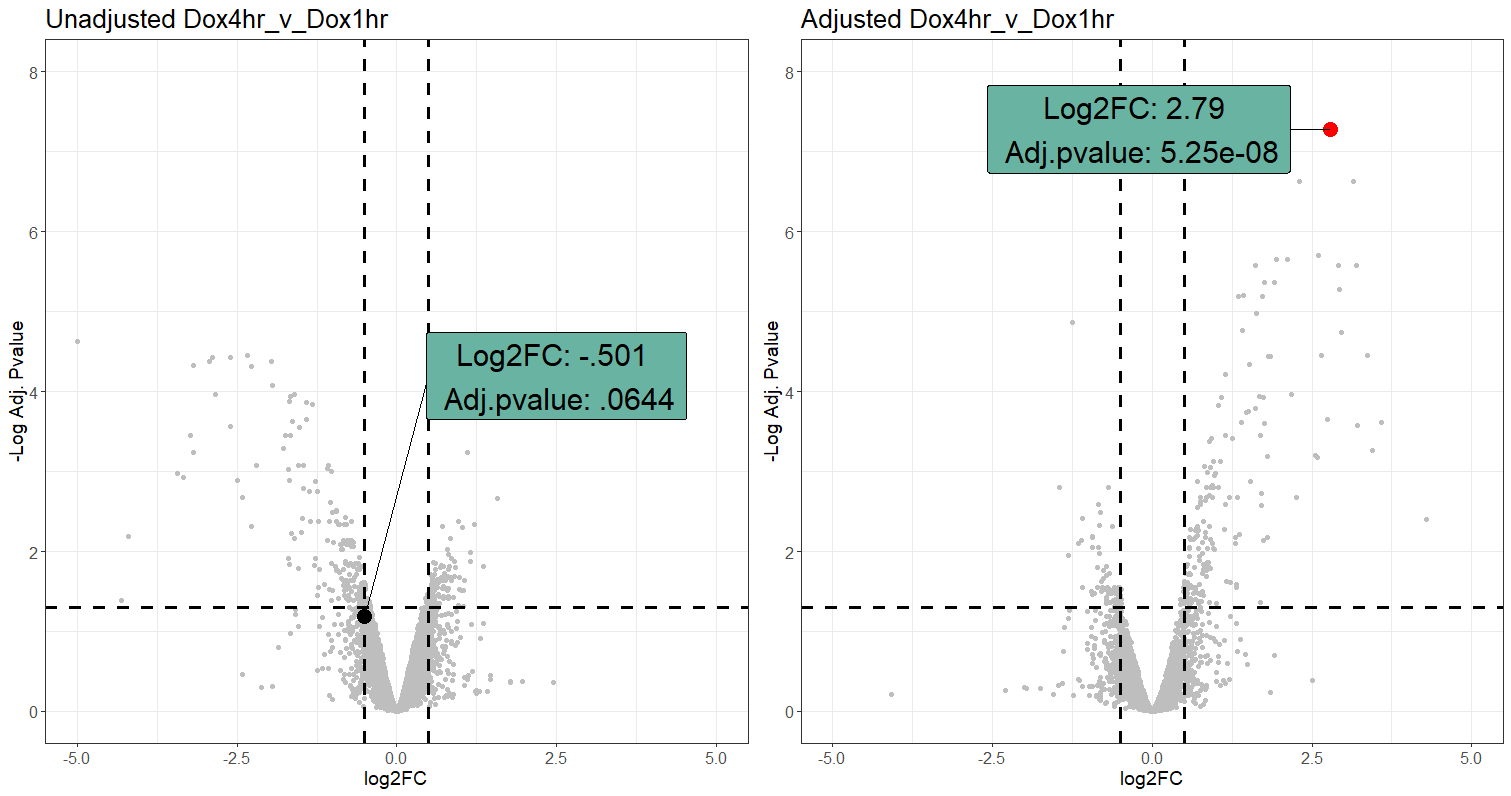 Unadjusted Dox4hr_v_Dox1hr
8
6
4
2
0
-Log Adj. Pvalue
Log2FC: -.501
Adj.pvalue: .0644
-5.0 -2.5 0.0 2.5 5.0
log2FC
Adjusted Dox4hr_v_Dox1hr
8
6
4
2
0
-Log Adj. Pvalue
Log2FC: 2.79
Adj.pvalue: 5.25e-08
-5.0 -2.5 0.0 2.5 5.0
log2FC